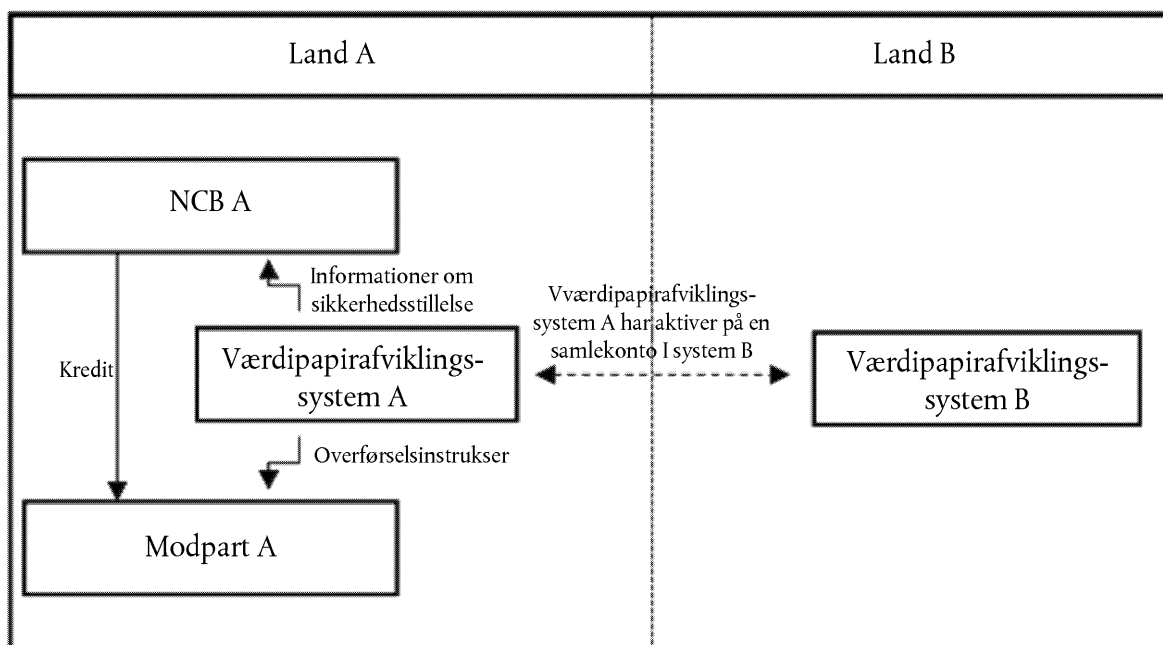 Land A
Land B
NCB A
Informationer om
sikkerhedsstillelse
Vværdipapirafviklings-
system A har aktiver på en
samlekonto I system B
Kredit
Værdipapirafviklings-
system A
Værdipapirafviklings-
system B
Overførselsinstrukser
Modpart A